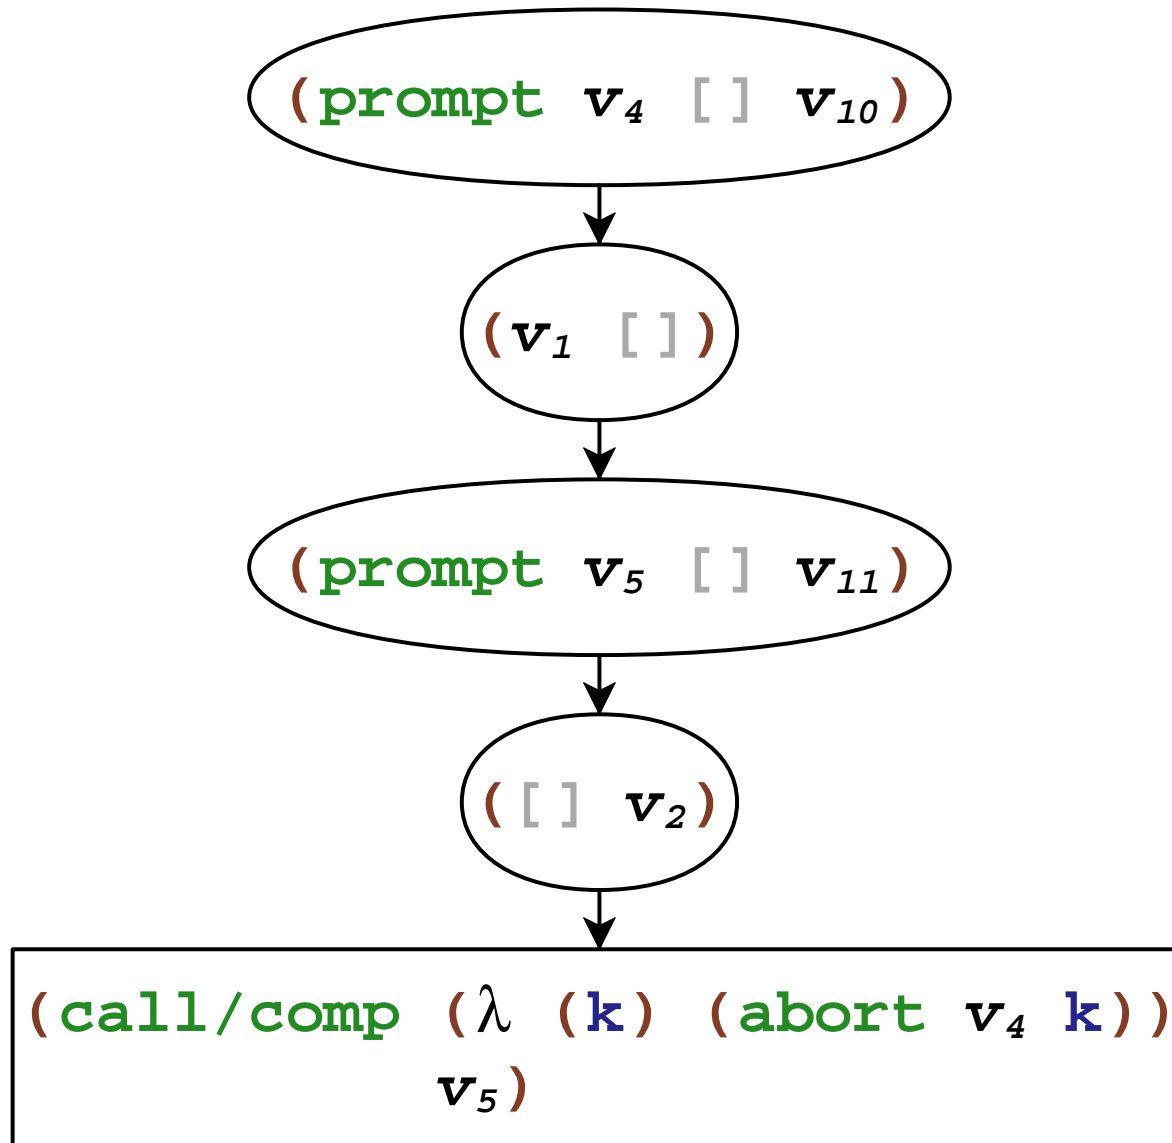 (prompt v₄ [] v₁₀)
(v₁ [])
(prompt v₅ [] v₁₁)
([] v₂)
(call/comp (λ (k) (abort v₄ k))
v₅)